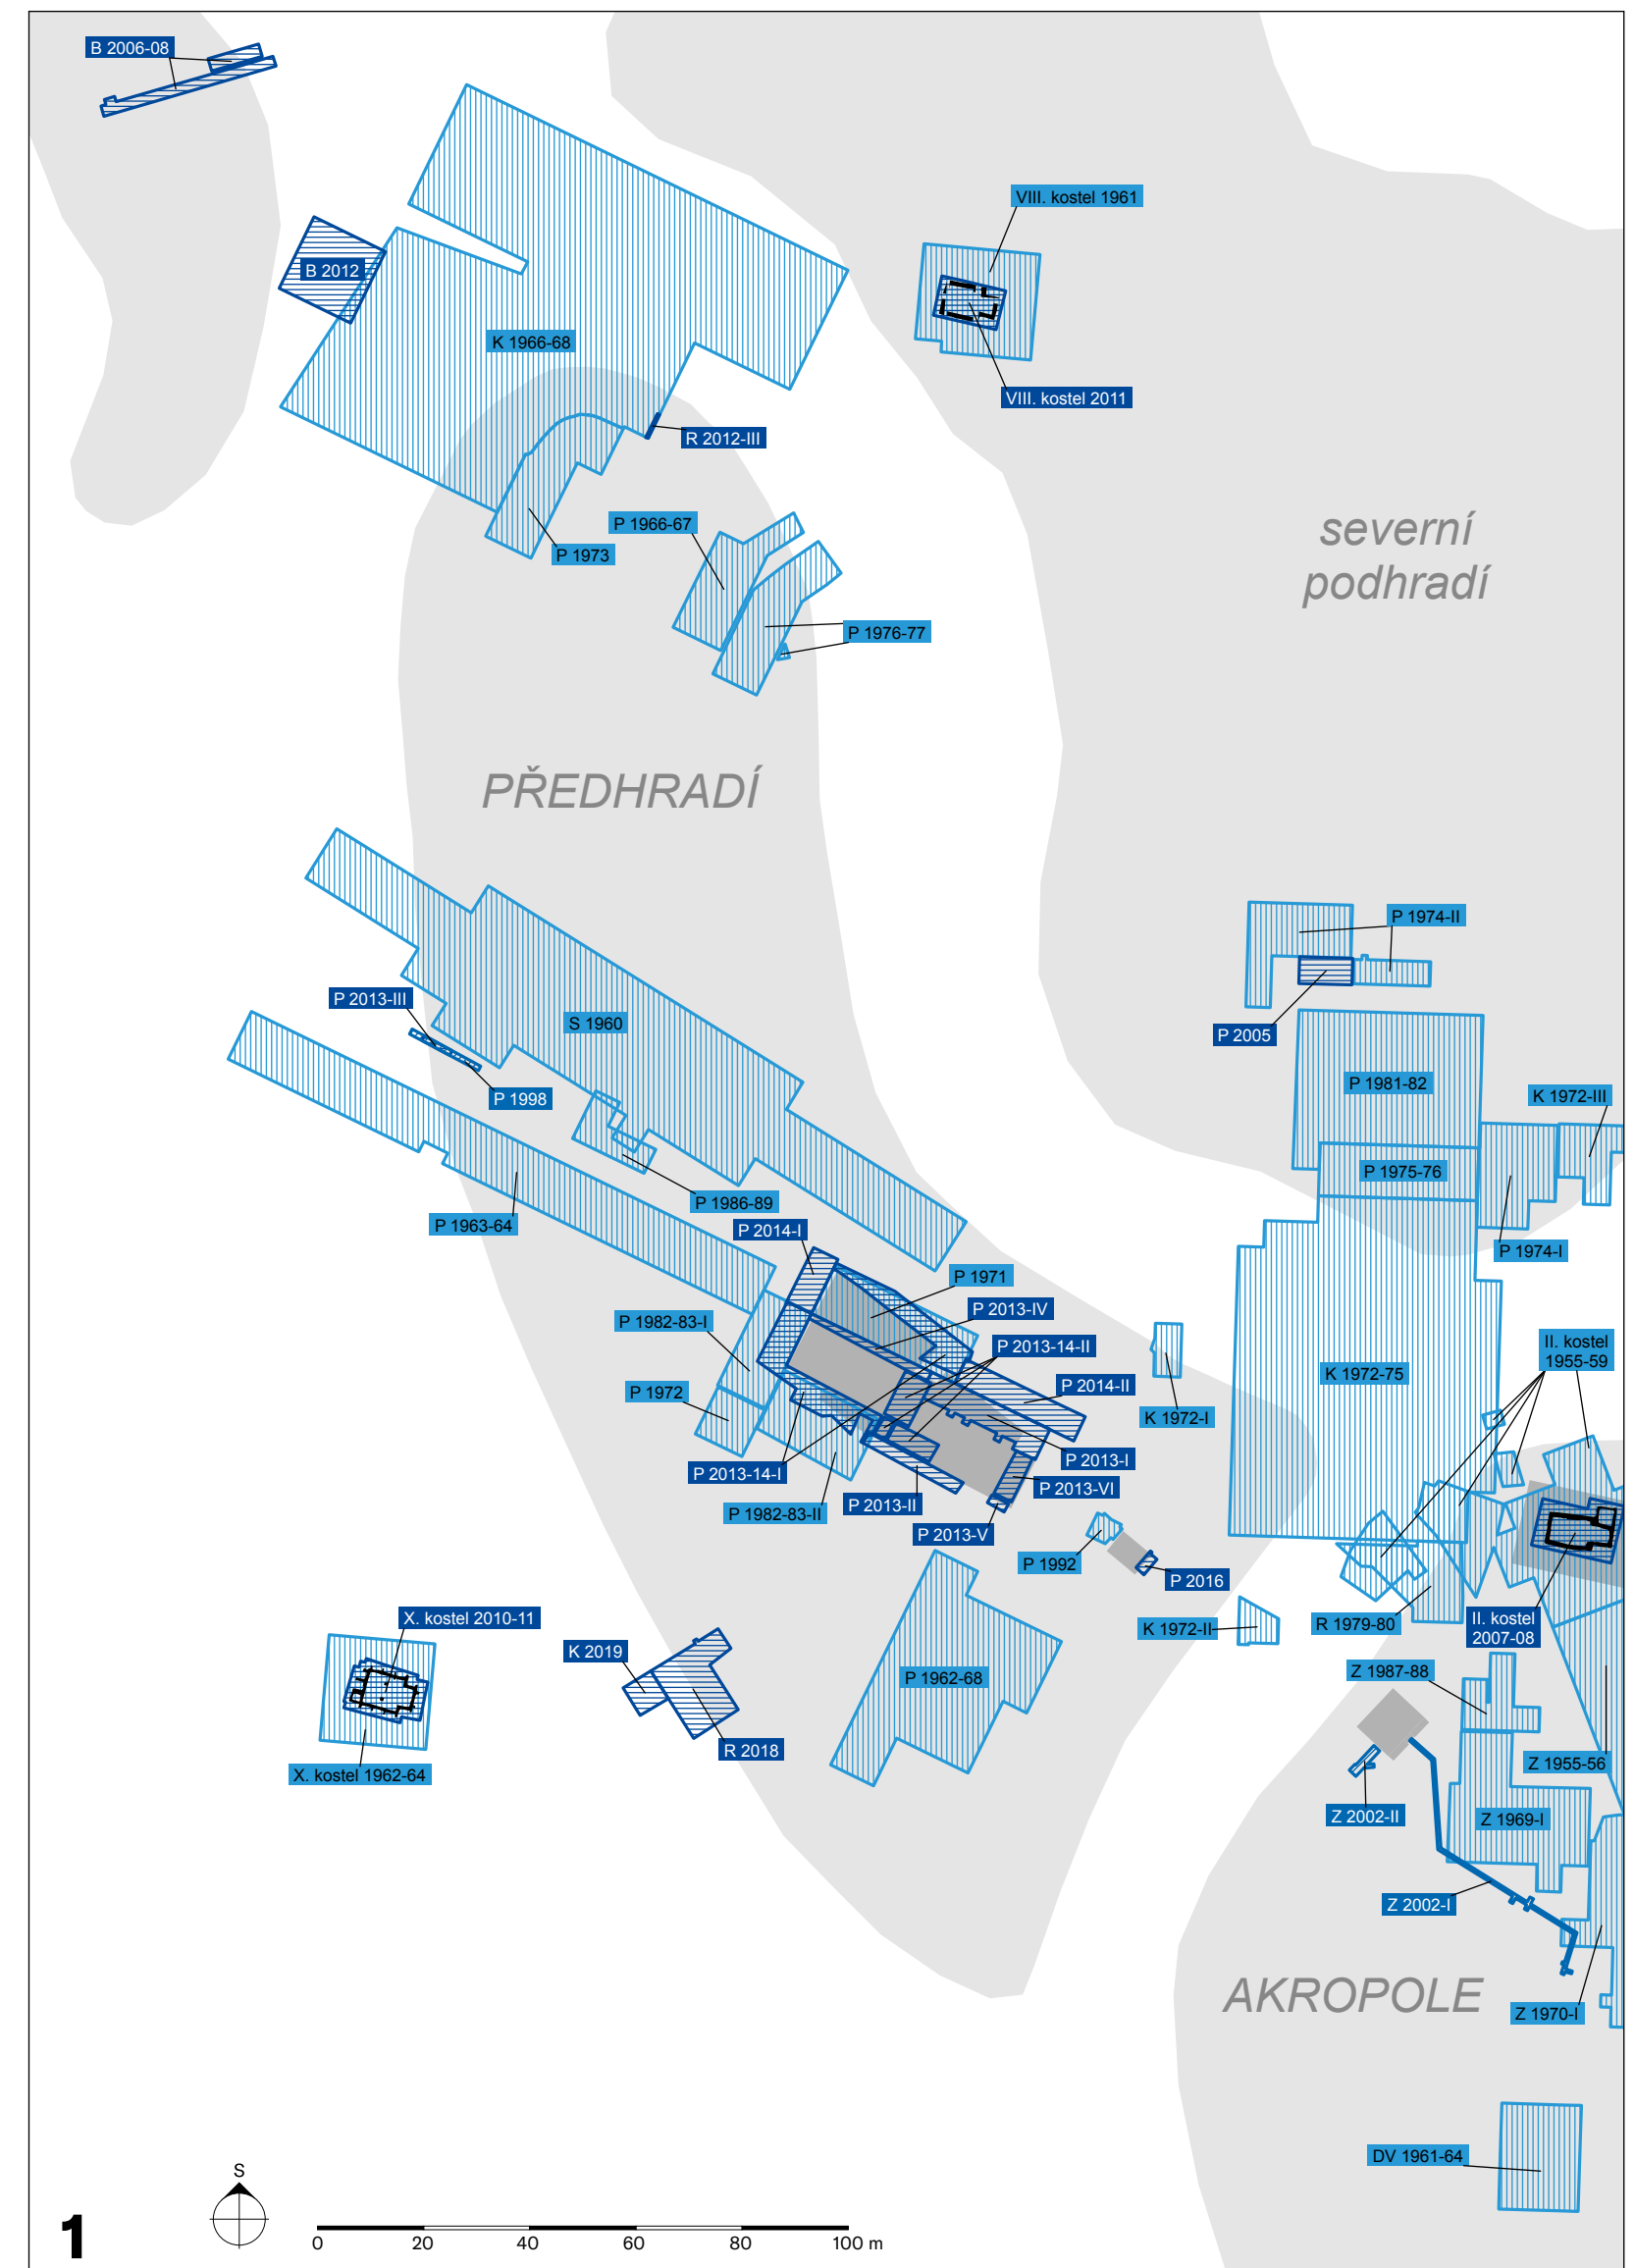 B 2006-08
VIII. kostel 1961
B 2012
K 1966-68
VIII. kostel 2011
R 2012-III
P 1966-67
P 1973
severní
podhradí
P 1976-77
PŘEDHRADÍ
P 1974-II
P 2013-III
S 1960
P 2005
P 1981-82
P 1998
K 1972-III
P 1975-76
P 1986-89
P 1963-64
P 2014-I
P 1974-I
P 1971
P 2013-IV
P 1982-83-I
P 2013-14-II
II. kostel
1955-59
K 1972-75
P 2014-II
P 1972
K 1972-I
P 2013-I
P 2013-14-I
P 2013-VI
P 2013-II
P 1982-83-II
P 2013-V
P 1992
P 2016
X. kostel 2010-11
K 1972-II
R 1979-80
II. kostel
2007-08
K 2019
P 1962-68
Z 1987-88
R 2018
Z 1955-56
X. kostel 1962-64
Z 2002-II
Z 1969-I
Z 2002-I
AKROPOLE
Z 1970-I
DV 1961-64
S
1
0 20 40 60 80 100 m